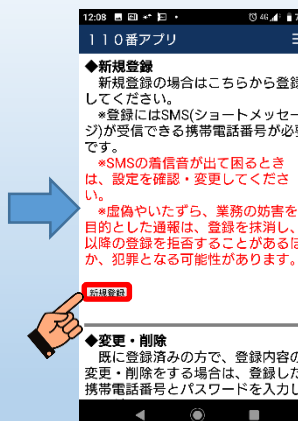 12:08
110番アプリ
◆新規登録
新規登録の場合はこちらから登録
してください。
※登録にはSMS(ショートメッセー
ジ)が受信できる携帯電話番号が必要
です。
※SMSの着信音が出て困るとき
は、設定を確認・変更してくださ
い。
※虚偽やいたずら、業務の妨害を
目的とした通報は、登録を抹消し、
以降の登録を拒否することがあるほ
か、犯罪となる可能性があります。
新規登録
◆変更・削除
既に登録済みの方で、登録内容の
変更・削除をする場合は、登録した
携帯電話番号とパスワードを入力し